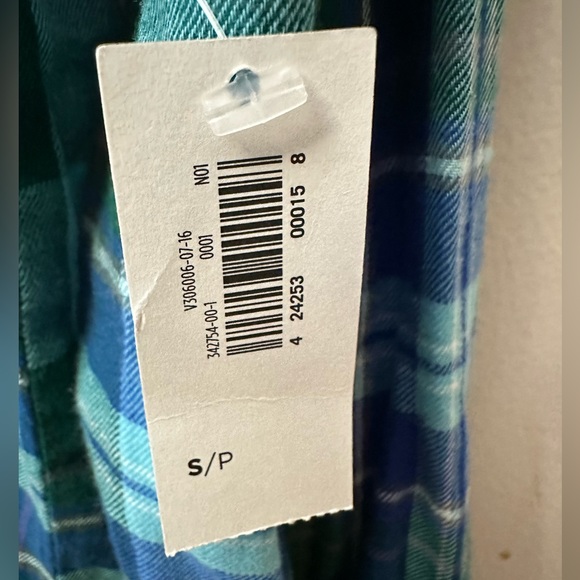 N01
V306006-07-16
0001
342754-00-1
4 24253 00015 8
S/P